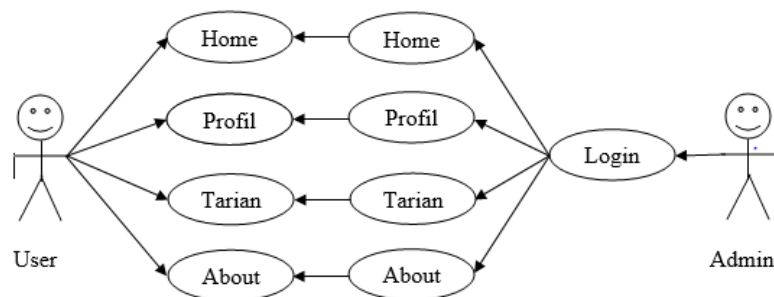 Home
Home
Profil
Profil
Login
Tarian
Tarian
User
About
About
Admin